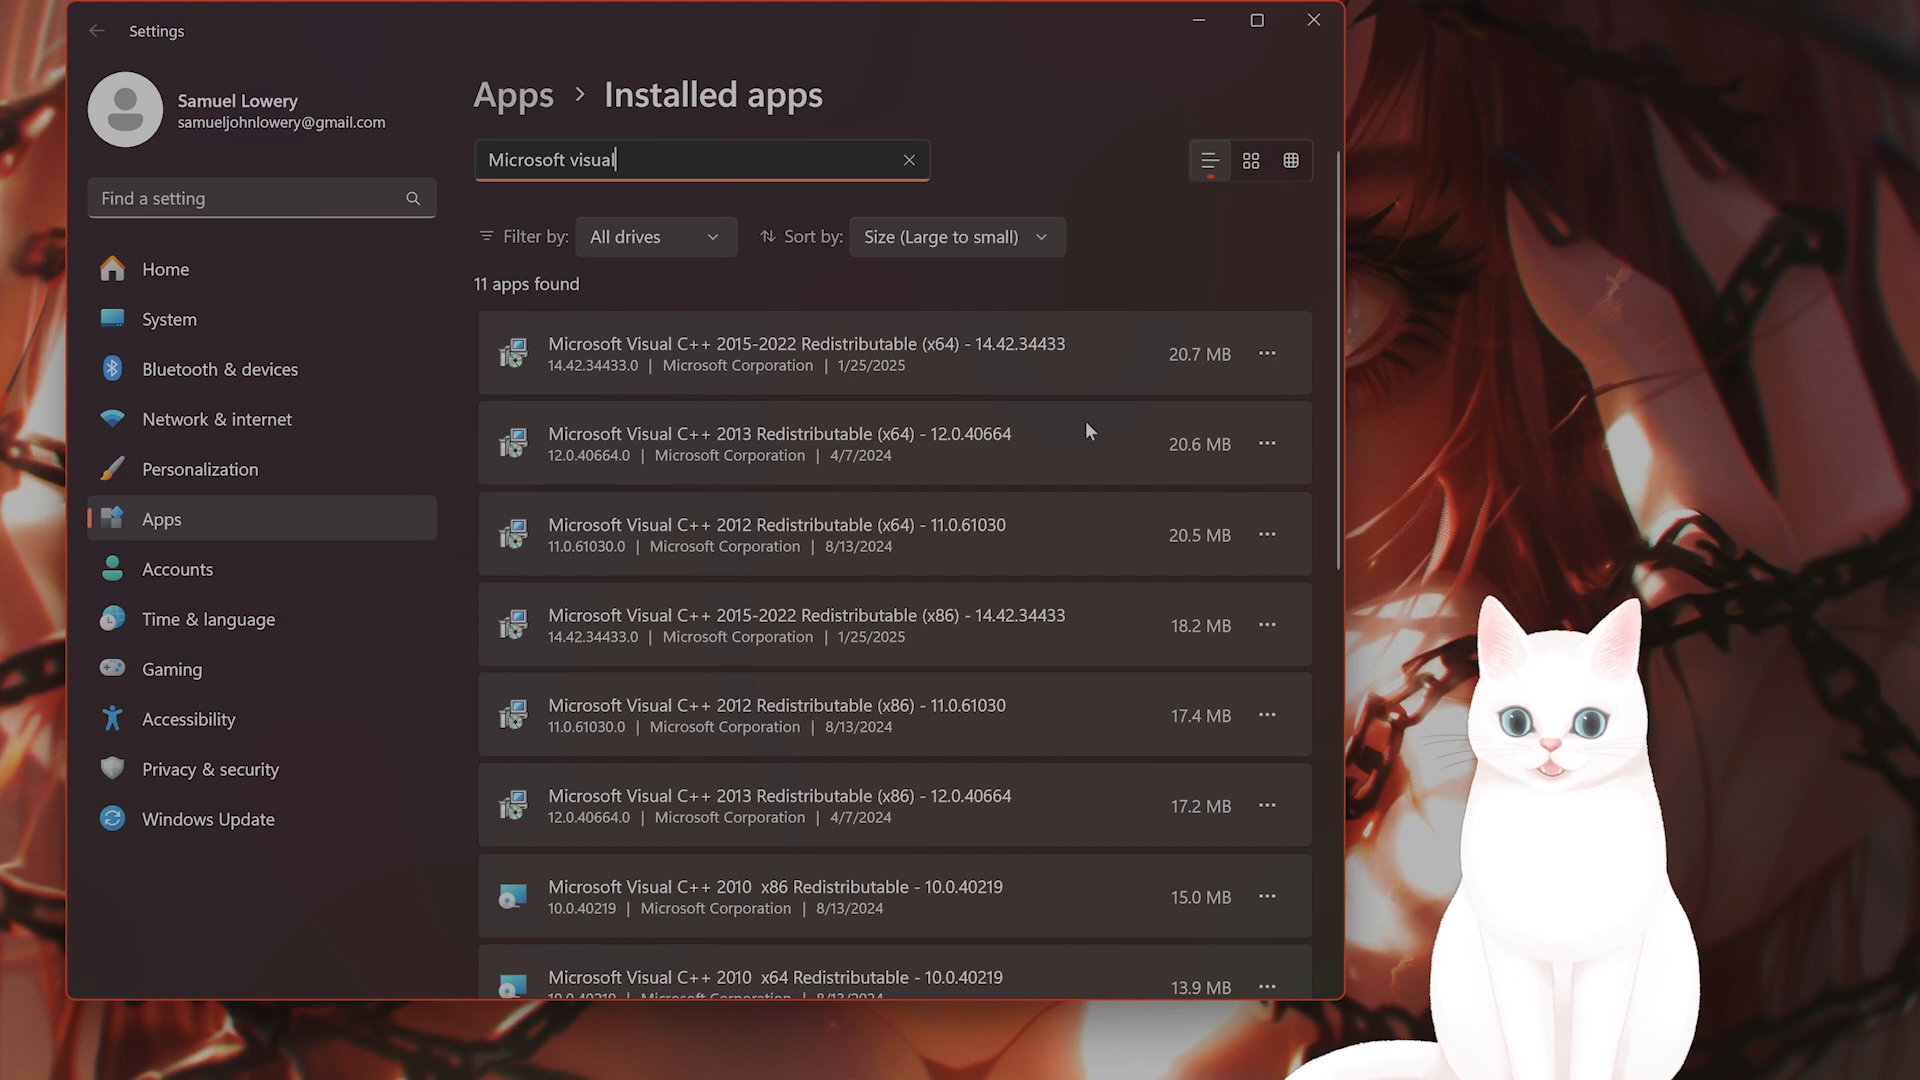 Settings
Samuel Lowery
samueljohnlowery@gmail.com
Find a setting
Home
System
Bluetooth & devices
Network & internet
Personalization
Apps
Accounts
Time & language
Gaming
Accessibility
Privacy & security
Windows Update
Apps > Installed apps
Microsoft visual
Filter by: All drives Sort by: Size (Large to small)
11 apps found
Microsoft Visual C++ 2015-2022 Redistributable (x64) - 14.42.34433
14.42.34433.0 | Microsoft Corporation | 1/25/2025
20.7 MB
Microsoft Visual C++ 2013 Redistributable (x64) - 12.0.40664
12.0.40664.0 | Microsoft Corporation | 4/7/2024
20.6 MB
Microsoft Visual C++ 2012 Redistributable (x64) - 11.0.61030
11.0.61030.0 | Microsoft Corporation | 8/13/2024
20.5 MB
Microsoft Visual C++ 2015-2022 Redistributable (x86) - 14.42.34433
14.42.34433.0 | Microsoft Corporation | 1/25/2025
18.2 MB
Microsoft Visual C++ 2012 Redistributable (x86) - 11.0.61030
11.0.61030.0 | Microsoft Corporation | 8/13/2024
17.4 MB
Microsoft Visual C++ 2013 Redistributable (x86) - 12.0.40664
12.0.40664.0 | Microsoft Corporation | 4/7/2024
17.2 MB
Microsoft Visual C++ 2010 x86 Redistributable - 10.0.40219
10.0.40219 | Microsoft Corporation | 8/13/2024
15.0 MB
Microsoft Visual C++ 2010 x64 Redistributable - 10.0.40219
10.0.40219 | Microsoft Corporation | 8/13/2024
13.9 MB